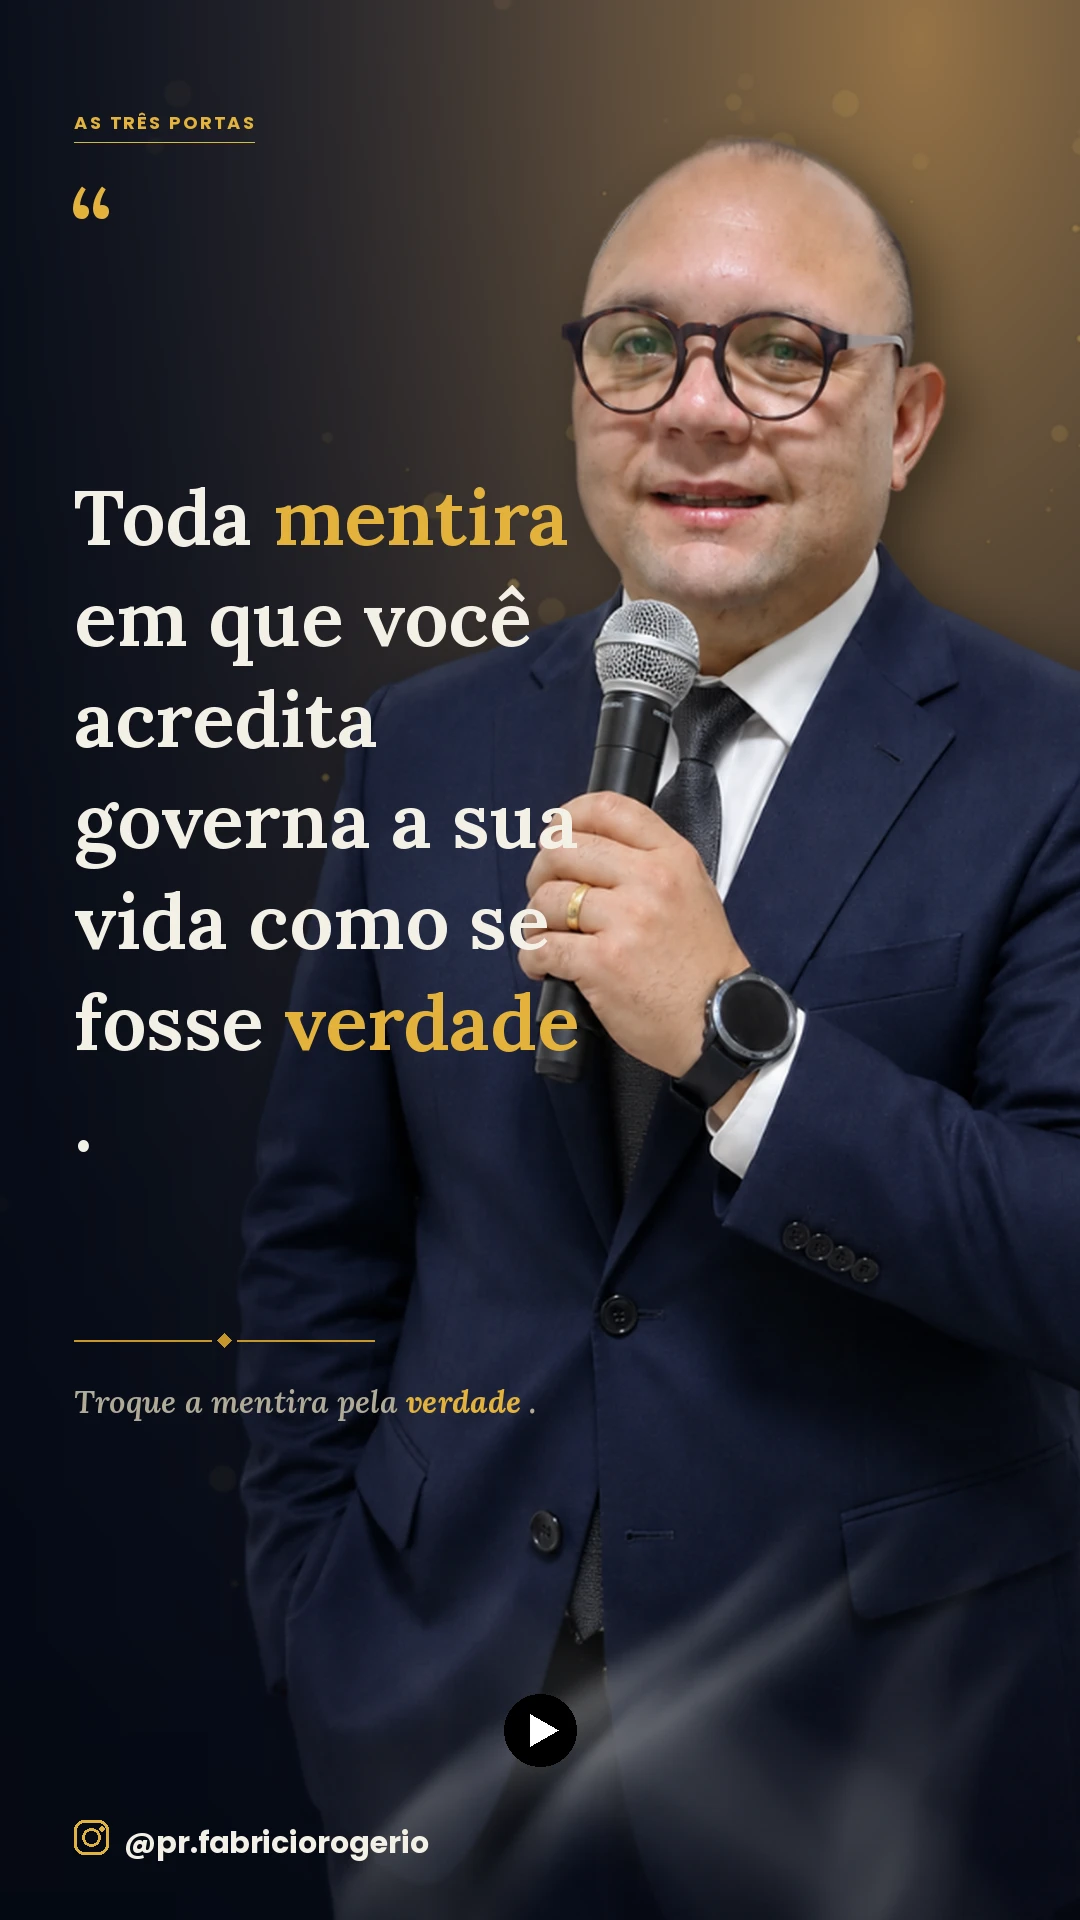 AS TRÊS PORTAS
“
Toda mentira
em que você
acredita
governa a sua
vida como se
fosse verdade
.
Troque a mentira pela verdade .
@pr.fabriciorogerio